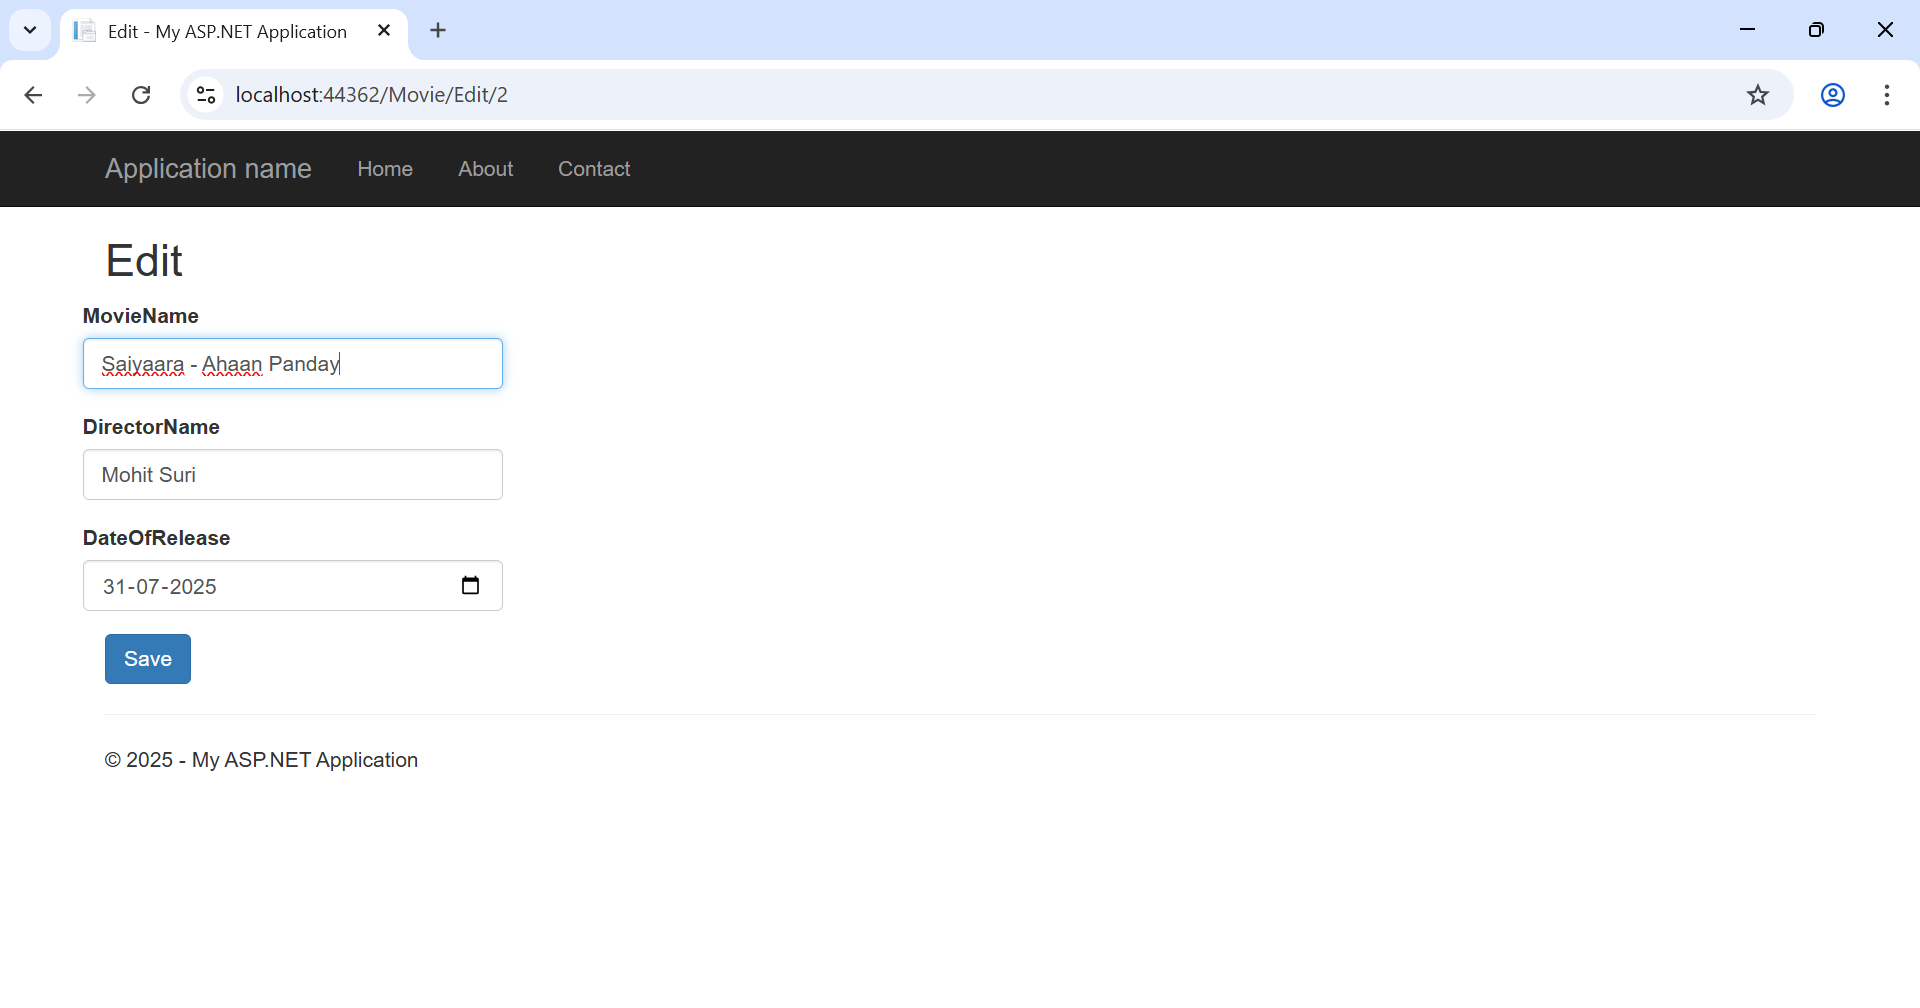 Edit - My ASP.NET Application
localhost:44362/Movie/Edit/2
Application name Home About Contact
Edit
MovieName
Saiyaara - Ahaan Panday
DirectorName
Mohit Suri
DateOfRelease
31-07-2025
Save
© 2025 - My ASP.NET Application